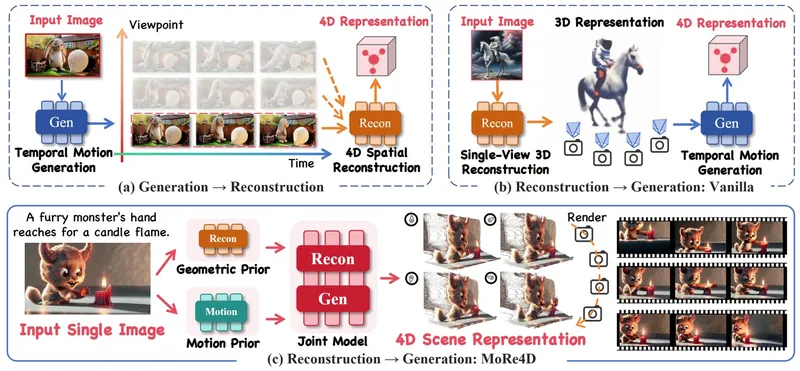 Input Image
Viewpoint
4D Representation
Gen
Recon
Temporal Motion
Generation
Time
4D Spatial
Reconstruction
(a) Generation → Reconstruction
Input Image
3D Representation
4D Representation
Recon
Gen
Single-View 3D
Reconstruction
Temporal Motion
Generation
(b) Reconstruction → Generation: Vanilla
A furry monster's hand
reaches for a candle flame.
Input Single Image
Recon
Geometric Prior
Motion
Motion Prior
Recon
Gen
Joint Model
Render
4D Scene Representation
(c) Reconstruction → Generation: MoRe4D